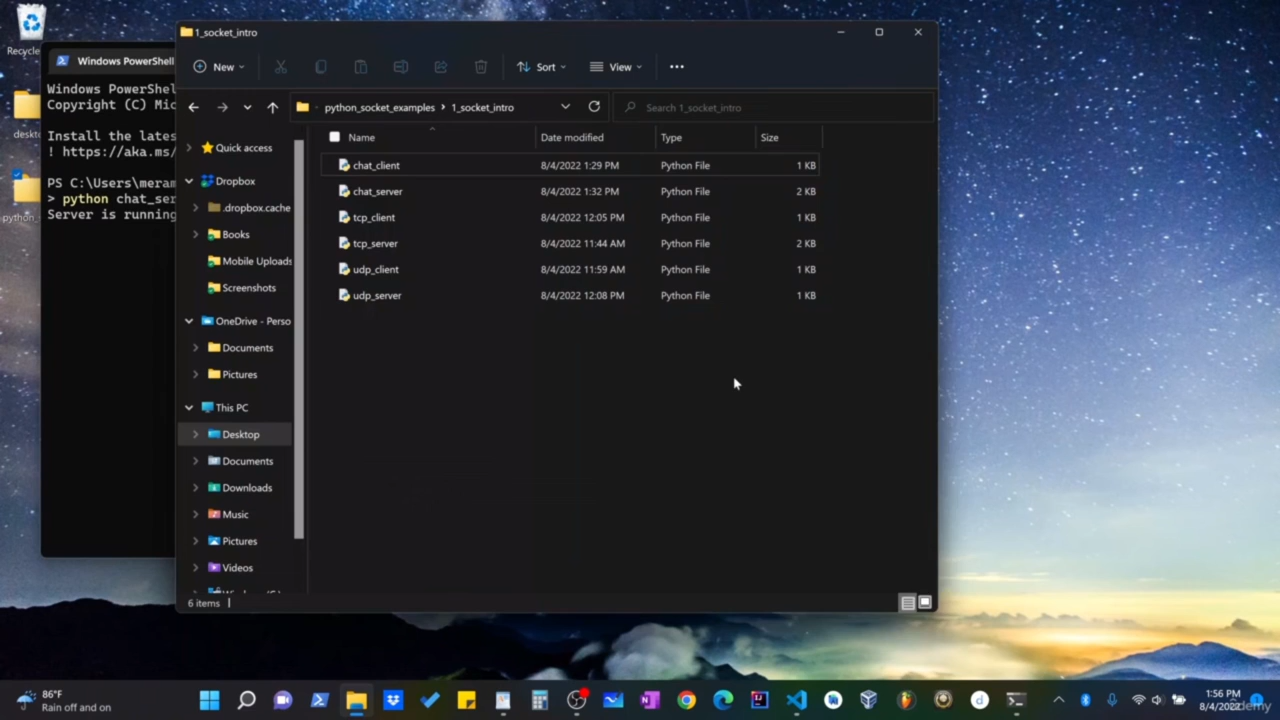 Recycle
1_socket_intro
Windows PowerShell
New
Sort
View
Windows PowerShell
Copyright (C) Mic
python_socket_examples > 1_socket_intro
Search 1_socket_intro
Install the lates
! https://aka.ms/
deskt
Name
Date modified
Type
Size
Quick access
chat_client
8/4/2022 1:29 PM
Python File
1 KB
PS C:\Users\meram
> python chat_ser
Server is running
Dropbox
chat_server
8/4/2022 1:32 PM
Python File
2 KB
.dropbox.cache
python_s
tcp_client
8/4/2022 12:05 PM
Python File
1 KB
Books
tcp_server
8/4/2022 11:44 AM
Python File
2 KB
Mobile Uploads
udp_client
8/4/2022 11:59 AM
Python File
1 KB
Screenshots
udp_server
8/4/2022 12:08 PM
Python File
1 KB
OneDrive - Perso
Documents
Pictures
This PC
Desktop
Documents
Downloads
Music
Pictures
Videos
6 items
86°F
Rain off and on
1:56 PM
8/4/2022